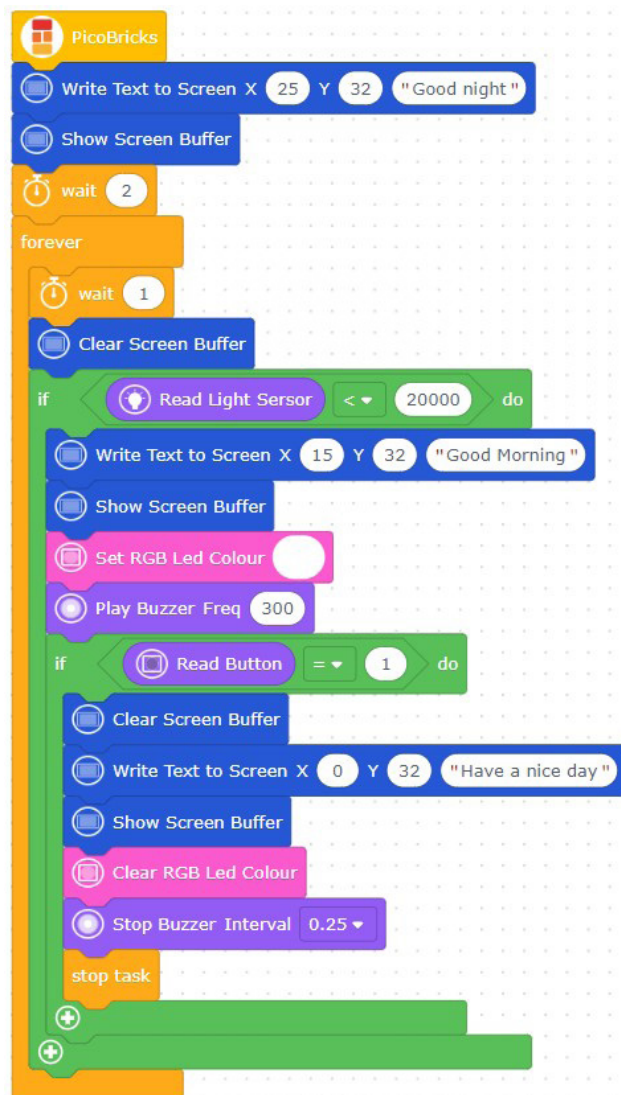 PicoBricks
Write Text to Screen X 25 Y 32 "Good night"
Show Screen Buffer
wait 2
forever
wait 1
Clear Screen Buffer
if Read Light Sersor < 20000 do
Write Text to Screen X 15 Y 32 "Good Morning"
Show Screen Buffer
Set RGB Led Colour
Play Buzzer Freq 300
if Read Button = 1 do
Clear Screen Buffer
Write Text to Screen X 0 Y 32 "Have a nice day"
Show Screen Buffer
Clear RGB Led Colour
Stop Buzzer Interval 0.25
stop task